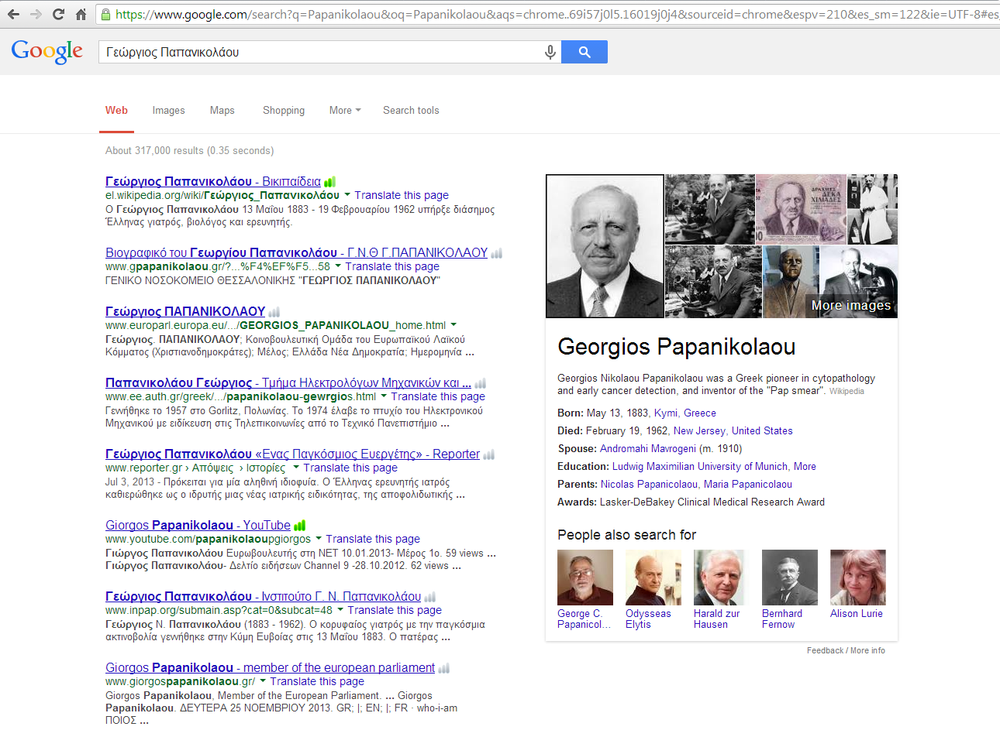 https://www.google.com/search?q=Papanikolaou&oq=Papanikolaou&aqs=chrome..69i57j0l5.16019j0j4&sourceid=chrome&espv=210&es_sm=122&ie=UTF-8#es_
Google
Γεώργιος Παπανικολάου
Web Images Maps Shopping More Search tools
About 317,000 results (0.35 seconds)
Γεώργιος Παπανικολάου - Βικιπαίδεια
el.wikipedia.org/wiki/Γεώργιος_Παπανικολάου Translate this page
Ο Γεώργιος Παπανικολάου 13 Μαΐου 1883 - 19 Φεβρουαρίου 1962 υπήρξε διάσημος
Έλληνας γιατρός, βιολόγος και ερευνητής.
Βιογραφικό του Γεωργίου Παπανικολάου - Γ.Ν.Θ Γ.ΠΑΠΑΝΙΚΟΛΑΟΥ
www.gpapanikolaou.gr/?...%F4%EF%F5...58 Translate this page
ΓΕΝΙΚΟ ΝΟΣΟΚΟΜΕΙΟ ΘΕΣΣΑΛΟΝΙΚΗΣ "ΓΕΩΡΓΙΟΣ ΠΑΠΑΝΙΚΟΛΑΟΥ"
Γεώργιος ΠΑΠΑΝΙΚΟΛΑΟΥ
www.europarl.europa.eu/.../GEORGIOS_PAPANIKOLAOU_home.html
Γεώργιος. ΠΑΠΑΝΙΚΟΛΑΟΥ; Κοινοβουλευτική Ομάδα του Ευρωπαϊκού Λαϊκού
Κόμματος (Χριστιανοδημοκράτες); Μέλος; Ελλάδα Νέα Δημοκρατία; Ημερομηνία ...
Παπανικολάου Γεώργιος - Τμήμα Ηλεκτρολόγων Μηχανικών και ...
www.ee.auth.gr/greek/.../papanikolaou-gewrgios.html Translate this page
Γεννήθηκε το 1957 στο Gorlitz, Πολωνίας. Το 1974 έλαβε το πτυχίο του Ηλεκτρονικού
Μηχανικού με ειδίκευση στις Τηλεπικοινωνίες από το Τεχνικό Πανεπιστήμιο ...
Γεώργιος Παπανικολάου «Ενας Παγκόσμιος Ευεργέτης» - Reporter
www.reporter.gr › Απόψεις › Ιστορίες Translate this page
Jul 3, 2013 - Πρόκειται για μία αληθινή ιδιοφυία. Ο Έλληνας ερευνητής ιατρός
καθιερώθηκε ως ο ιδρυτής μιας νέας ιατρικής ειδικότητας, της αποφολιδωτικής ...
Giorgos Papanikolaou - YouTube
www.youtube.com/papanikolaoupgiorgos Translate this page
Γιώργος Παπανικολάου Ευρωβουλευτής στη ΝΕΤ 10.01.2013- Μέρος 1ο. 59 views ...
Γιώργος Παπανικολάου- Δελτίο ειδήσεων Channel 9 -28.10.2012. 62 views ...
Γεώργιος Παπανικολάου - Ινστιτούτο Γ. Ν. Παπανικολάου
www.inpap.org/submain.asp?cat=0&subcat=48 Translate this page
Γεώργιος Ν. Παπανικολάου (1883 - 1962). Ο κορυφαίος γιατρός με την παγκόσμια
ακτινοβολία γεννήθηκε στην Κύμη Ευβοίας στις 13 Μαΐου 1883. Ο πατέρας ...
Giorgos Papanikolaou - member of the european parliament
www.giorgospapanikolaou.gr/ Translate this page
Giorgos Papanikolaou, Member of the European Parliament. ... Giorgos
Papanikolaou. ΔΕΥΤΕΡΑ 25 ΝΟΕΜΒΡΙΟΥ 2013. GR; |; EN; |; FR · who-i-am
ΠΟΙΟΣ ...
ΔΡΑΧΜΕΣ
ΔΕΚΑ
ΧΙΛΙΑΔΕΣ
More images
Georgios Papanikolaou
Georgios Nikolaou Papanikolaou was a Greek pioneer in cytopathology
and early cancer detection, and inventor of the "Pap smear". Wikipedia
Born: May 13, 1883, Kymi, Greece
Died: February 19, 1962, New Jersey, United States
Spouse: Andromahi Mavrogeni (m. 1910)
Education: Ludwig Maximilian University of Munich, More
Parents: Nicolas Papanicolaou, Maria Papanicolaou
Awards: Lasker-DeBakey Clinical Medical Research Award
People also search for
George C. Papanicol...
Odysseas Elytis
Harald zur Hausen
Bernhard Fernow
Alison Lurie
Feedback / More info